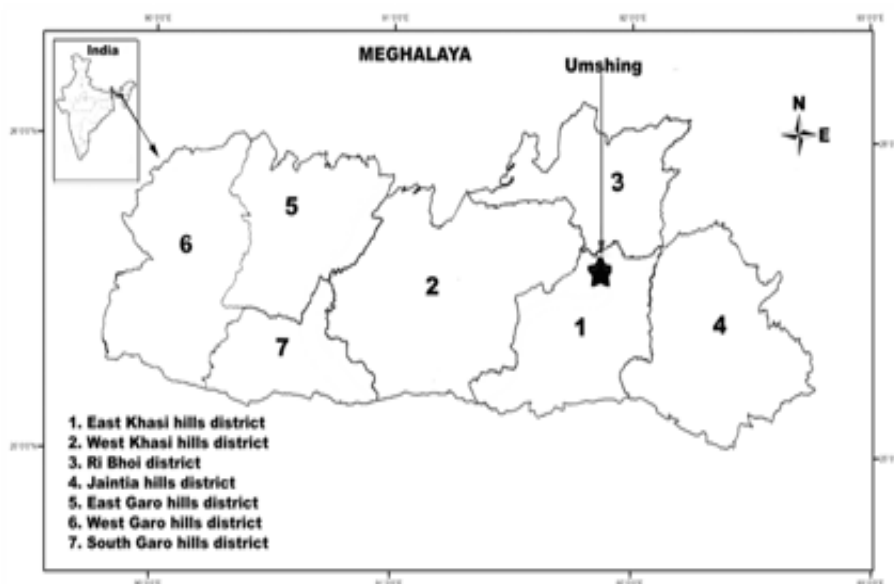 India
MEGHALAYA
Umshing
N
E
3
5
6
2
4
1
7
1. East Khasi hills district
2. West Khasi hills district
3. Ri Bhoi district
4. Jaintia hills district
5. East Garo hills district
6. West Garo hills district
7. South Garo hills district